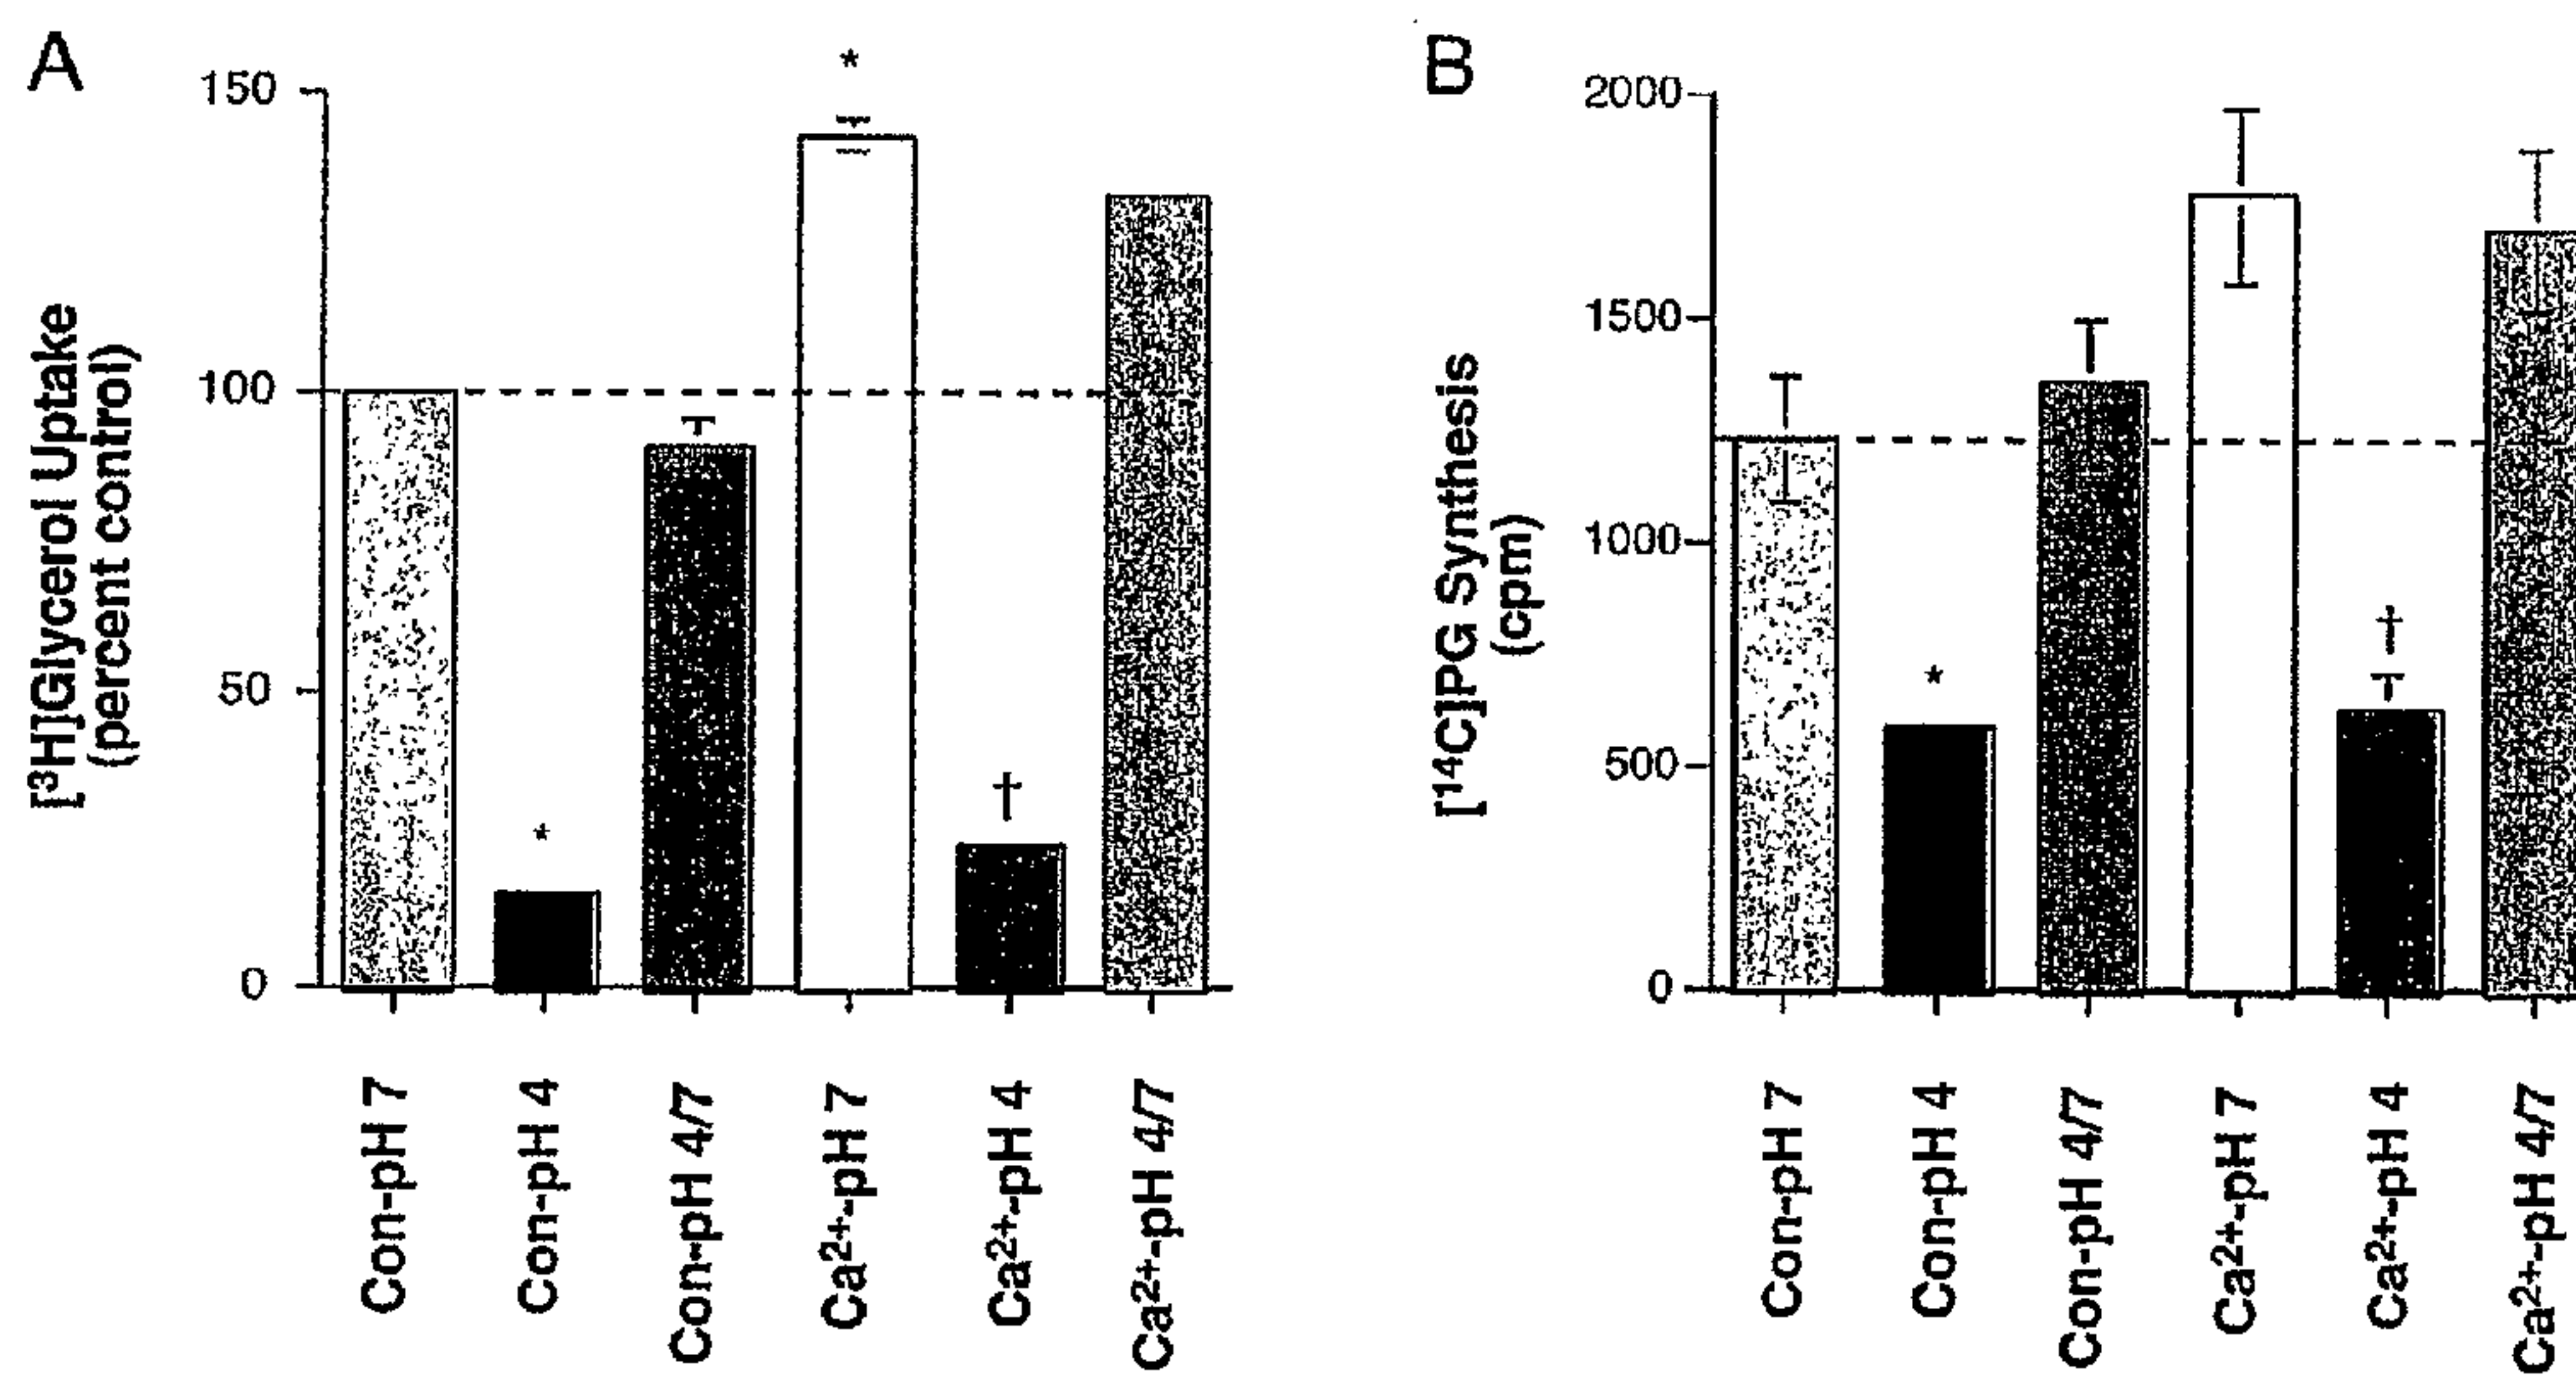 A
[³H]Glycerol Uptake
(percent control)
150
100
50
0
*
*
†
Con-pH 7
Con-pH 4
Con-pH 4/7
Ca²⁺-pH 7
Ca²⁺-pH 4
Ca²⁺-pH 4/7
B
[¹⁴C]PG Synthesis
(cpm)
2000
1500
1000
500
0
*
†
Con-pH 7
Con-pH 4
Con-pH 4/7
Ca²⁺-pH 7
Ca²⁺-pH 4
Ca²⁺-pH 4/7